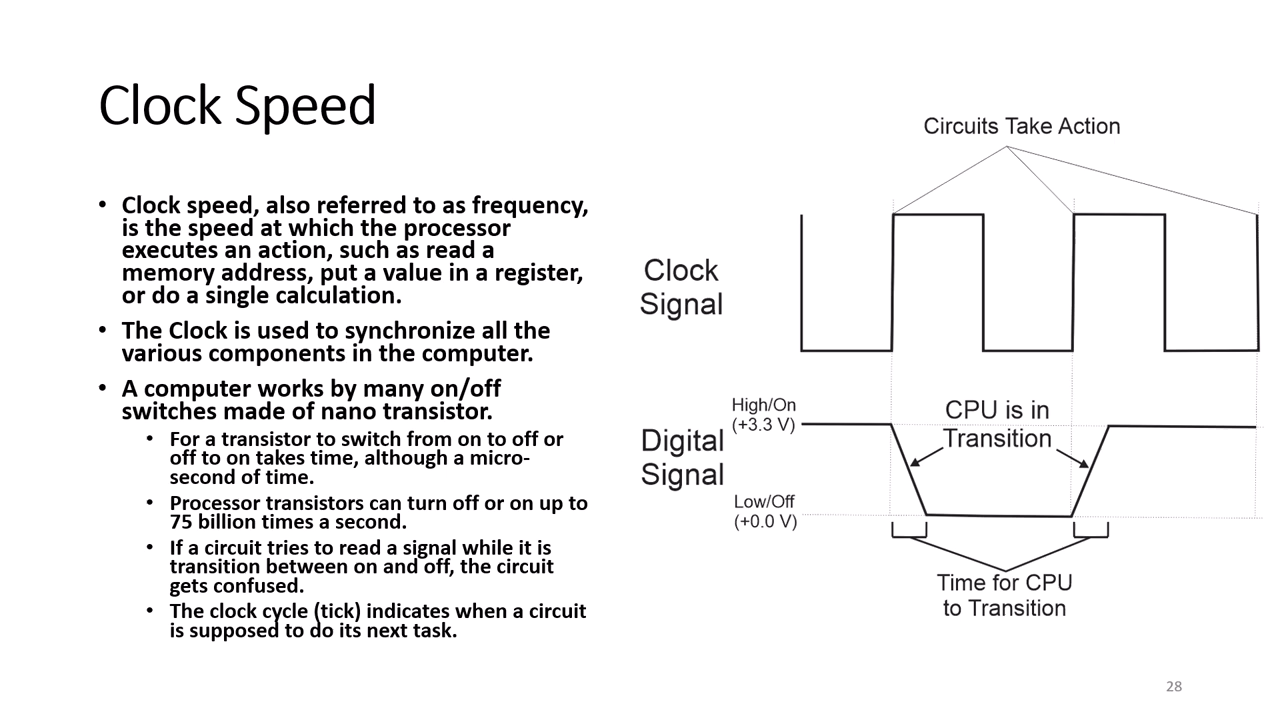 Clock Speed
• Clock speed, also referred to as frequency,
is the speed at which the processor
executes an action, such as read a
memory address, put a value in a register,
or do a single calculation.
• The Clock is used to synchronize all the
various components in the computer.
• A computer works by many on/off
switches made of nano transistor.
• For a transistor to switch from on to off or
off to on takes time, although a micro-
second of time.
• Processor transistors can turn off or on up to
75 billion times a second.
• If a circuit tries to read a signal while it is
transition between on and off, the circuit
gets confused.
• The clock cycle (tick) indicates when a circuit
is supposed to do its next task.
Circuits Take Action
Clock
Signal
High/On
(+3.3 V)
Digital
Signal
Low/Off
(+0.0 V)
CPU is in
Transition
Time for CPU
to Transition
28